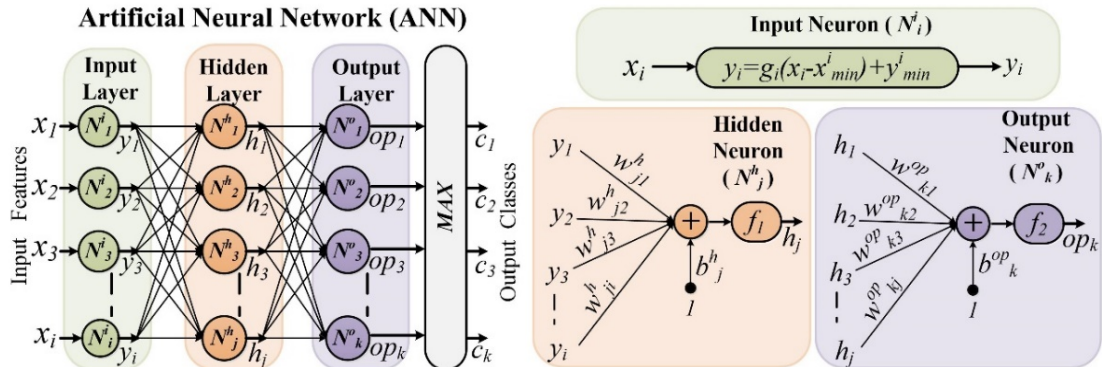 Artificial Neural Network (ANN)
Input Layer
Hidden Layer
Output Layer
Input Features
x₁ Nⁱ₁ y₁ Nʰ₁ h₁ Nᵒ₁ op₁ c₁
x₂ Nⁱ₂ y₂ Nʰ₂ h₂ Nᵒ₂ op₂ c₂
x₃ Nⁱ₃ y₃ Nʰ₃ h₃ Nᵒ₃ op₃ c₃
xᵢ Nⁱᵢ yᵢ Nʰⱼ hⱼ Nᵒₖ opₖ cₖ
MAX
Output Classes
Input Neuron (Nⁱᵢ)
xᵢ yᵢ=gᵢ(xᵢ-xⁱₘᵢₙ)+yⁱₘᵢₙ yᵢ
Hidden Neuron (Nʰⱼ)
y₁ wʰⱼ₁
y₂ wʰⱼ₂ + f₁ hⱼ
y₃ wʰⱼ₃ bʰⱼ
yᵢ wʰⱼᵢ 1
Output Neuron (Nᵒₖ)
h₁ wᵒᵖₖ₁
h₂ wᵒᵖₖ₂ + f₂ opₖ
h₃ wᵒᵖₖ₃ bᵒᵖₖ
hⱼ wᵒᵖₖⱼ 1